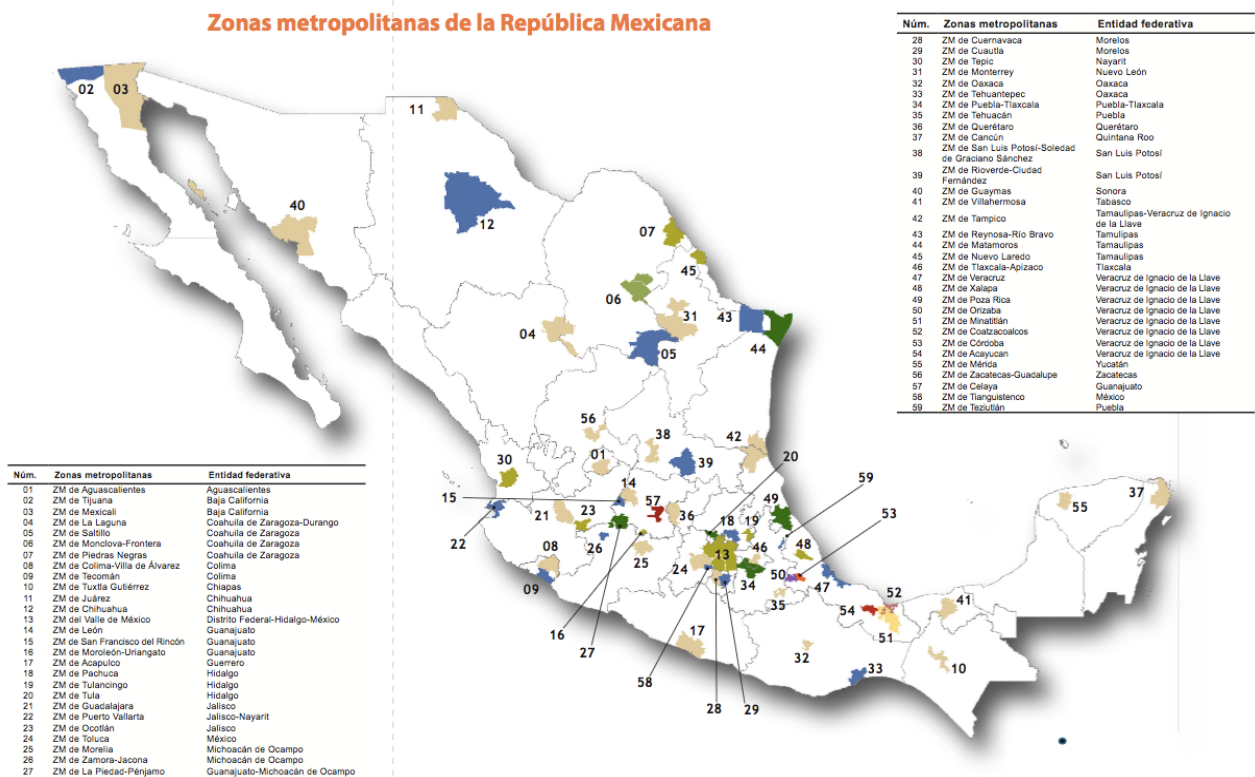 Zonas metropolitanas de la República Mexicana
Núm. Zonas metropolitanas Entidad federativa
28 ZM de Cuernavaca Morelos
29 ZM de Cuautla Morelos
30 ZM de Tepic Nayarit
31 ZM de Monterrey Nuevo León
32 ZM de Oaxaca Oaxaca
33 ZM de Tehuantepec Oaxaca
34 ZM de Puebla-Tlaxcala Puebla-Tlaxcala
35 ZM de Tehuacán Puebla
36 ZM de Querétaro Querétaro
37 ZM de Cancún Quintana Roo
38 ZM de San Luis Potosí-Soledad
de Graciano Sánchez San Luis Potosí
39 ZM de Rioverde-Ciudad
Fernández San Luis Potosí
40 ZM de Guaymas Sonora
41 ZM de Villahermosa Tabasco
42 ZM de Tampico Tamaulipas-Veracruz de Ignacio
de la Llave
43 ZM de Reynosa-Río Bravo Tamulipas
44 ZM de Matamoros Tamulipas
45 ZM de Nuevo Laredo Tamulipas
46 ZM de Tlaxcala-Apizaco Tlaxcala
47 ZM de Veracruz Veracruz de Ignacio de la Llave
48 ZM de Xalapa Veracruz de Ignacio de la Llave
49 ZM de Poza Rica Veracruz de Ignacio de la Llave
50 ZM de Orizaba Veracruz de Ignacio de la Llave
51 ZM de Minatitlán Veracruz de Ignacio de la Llave
52 ZM de Coatzacoalcos Veracruz de Ignacio de la Llave
53 ZM de Córdoba Veracruz de Ignacio de la Llave
54 ZM de Acayucan Veracruz de Ignacio de la Llave
55 ZM de Mérida Yucatán
56 ZM de Zacatecas-Guadalupe Zacatecas
57 ZM de Celaya Guanajuato
58 ZM de Tianguistenco México
59 ZM de Teziutlán Puebla
02
03
11
40
12
07
45
06
31
43
04
05
44
56
38
42
01
39
20
30
14
59
15
57
49
37
55
21
23
36
18
19
53
22
26
13
48
08
25
24
46
09
34
50
47
35
54
52
41
16
51
17
27
32
33
10
58
28
29
Núm. Zonas metropolitanas Entidad federativa
01 ZM de Aguascalientes Aguascalientes
02 ZM de Tijuana Baja California
03 ZM de Mexicali Baja California
04 ZM de La Laguna Coahuila de Zaragoza-Durango
05 ZM de Saltillo Coahuila de Zaragoza
06 ZM de Monclova-Frontera Coahuila de Zaragoza
07 ZM de Piedras Negras Coahuila de Zaragoza
08 ZM de Colima-Villa de Álvarez Colima
09 ZM de Tecomán Colima
10 ZM de Tuxtla Gutiérrez Chiapas
11 ZM de Juárez Chihuahua
12 ZM de Chihuahua Chihuahua
13 ZM del Valle de México Distrito Federal-Hidalgo-México
14 ZM de León Guanajuato
15 ZM de San Francisco del Rincón Guanajuato
16 ZM de Moroleón-Uriangato Guanajuato
17 ZM de Acapulco Guerrero
18 ZM de Pachuca Hidalgo
19 ZM de Tulancingo Hidalgo
20 ZM de Tula Hidalgo
21 ZM de Guadalajara Jalisco
22 ZM de Puerto Vallarta Jalisco-Nayarit
23 ZM de Ocotlán Jalisco
24 ZM de Toluca México
25 ZM de Morelia Michoacán de Ocampo
26 ZM de Zamora-Jacona Michoacán de Ocampo
27 ZM de La Piedad-Pénjamo Guanajuato-Michoacán de Ocampo